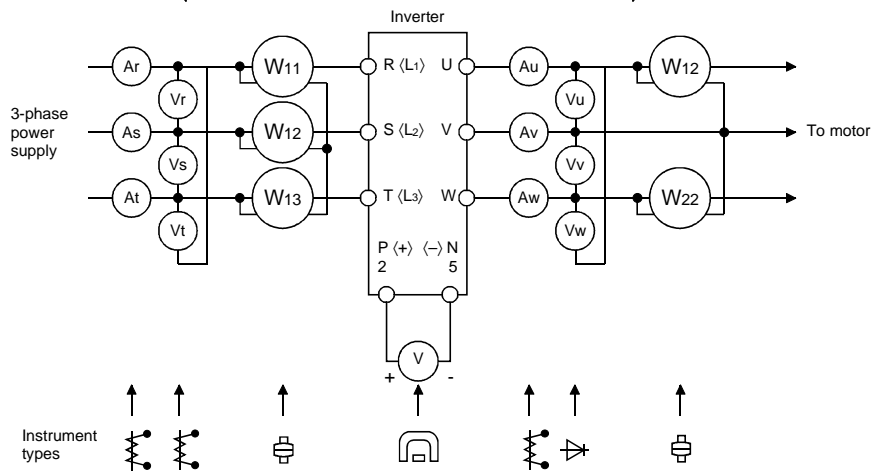 Inverter
Ar W11 R ⟨L1⟩ U Au W12
Vr Vu
3-phase
power
supply
As W12 S ⟨L2⟩ V Av To motor
Vs Vv
At W13 T ⟨L3⟩ W Aw W22
Vt Vw
P ⟨+⟩ ⟨–⟩ N
2 5
V
+ -
Instrument
types